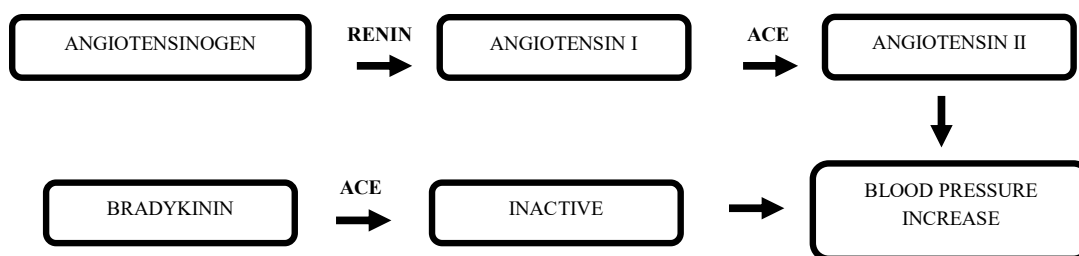 ANGIOTENSINOGEN
RENIN
ANGIOTENSIN I
ACE
ANGIOTENSIN II
BRADYKININ
ACE
INACTIVE
BLOOD PRESSURE
INCREASE